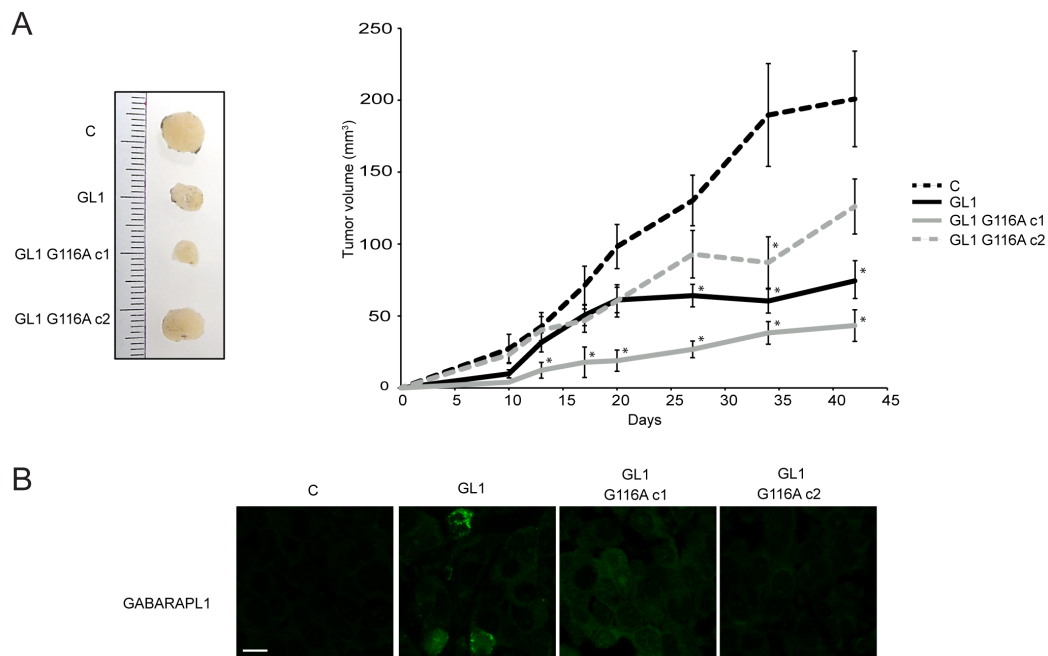 A
C
GL1
GL1 G116A c1
GL1 G116A c2
Tumor volume (mm³)
250
200
150
100
50
0
0 5 10 15 20 25 30 35 40 45
Days
* * * * * * * * * * *
C
GL1
GL1 G116A c1
GL1 G116A c2
B
C
GL1
GL1
G116A c1
GL1
G116A c2
GABARAPL1